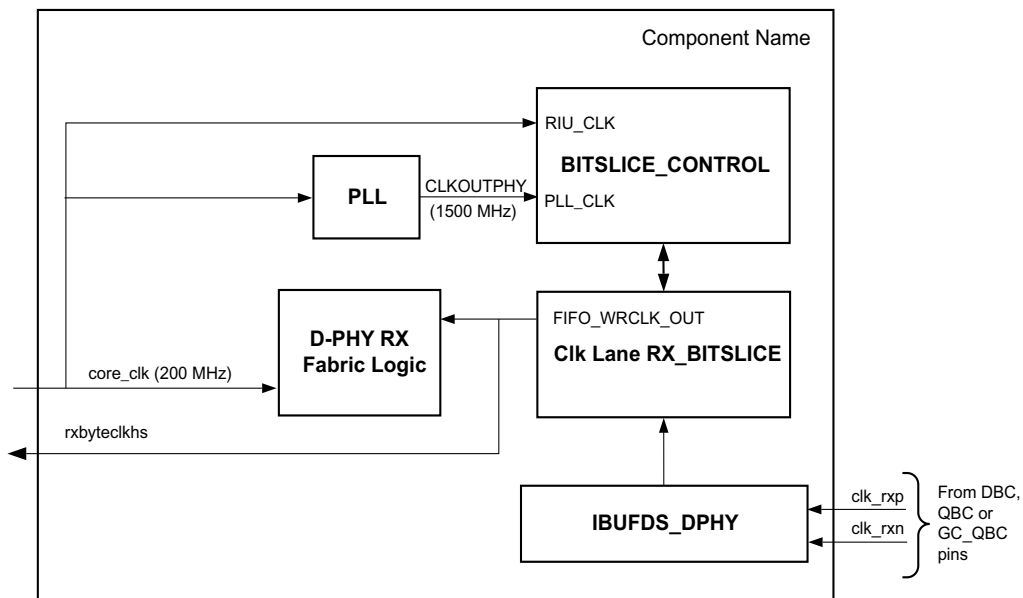 Component Name
RIU_CLK
BITSLICE_CONTROL
PLL
CLKOUTPHY
(1500 MHz)
PLL_CLK
D-PHY RX
Fabric Logic
FIFO_WRCLK_OUT
Clk Lane RX_BITSLICE
core_clk (200 MHz)
rxbyteclkhs
IBUFDS_DPHY
clk_rxp
clk_rxn
From DBC,
QBC or
GC_QBC
pins